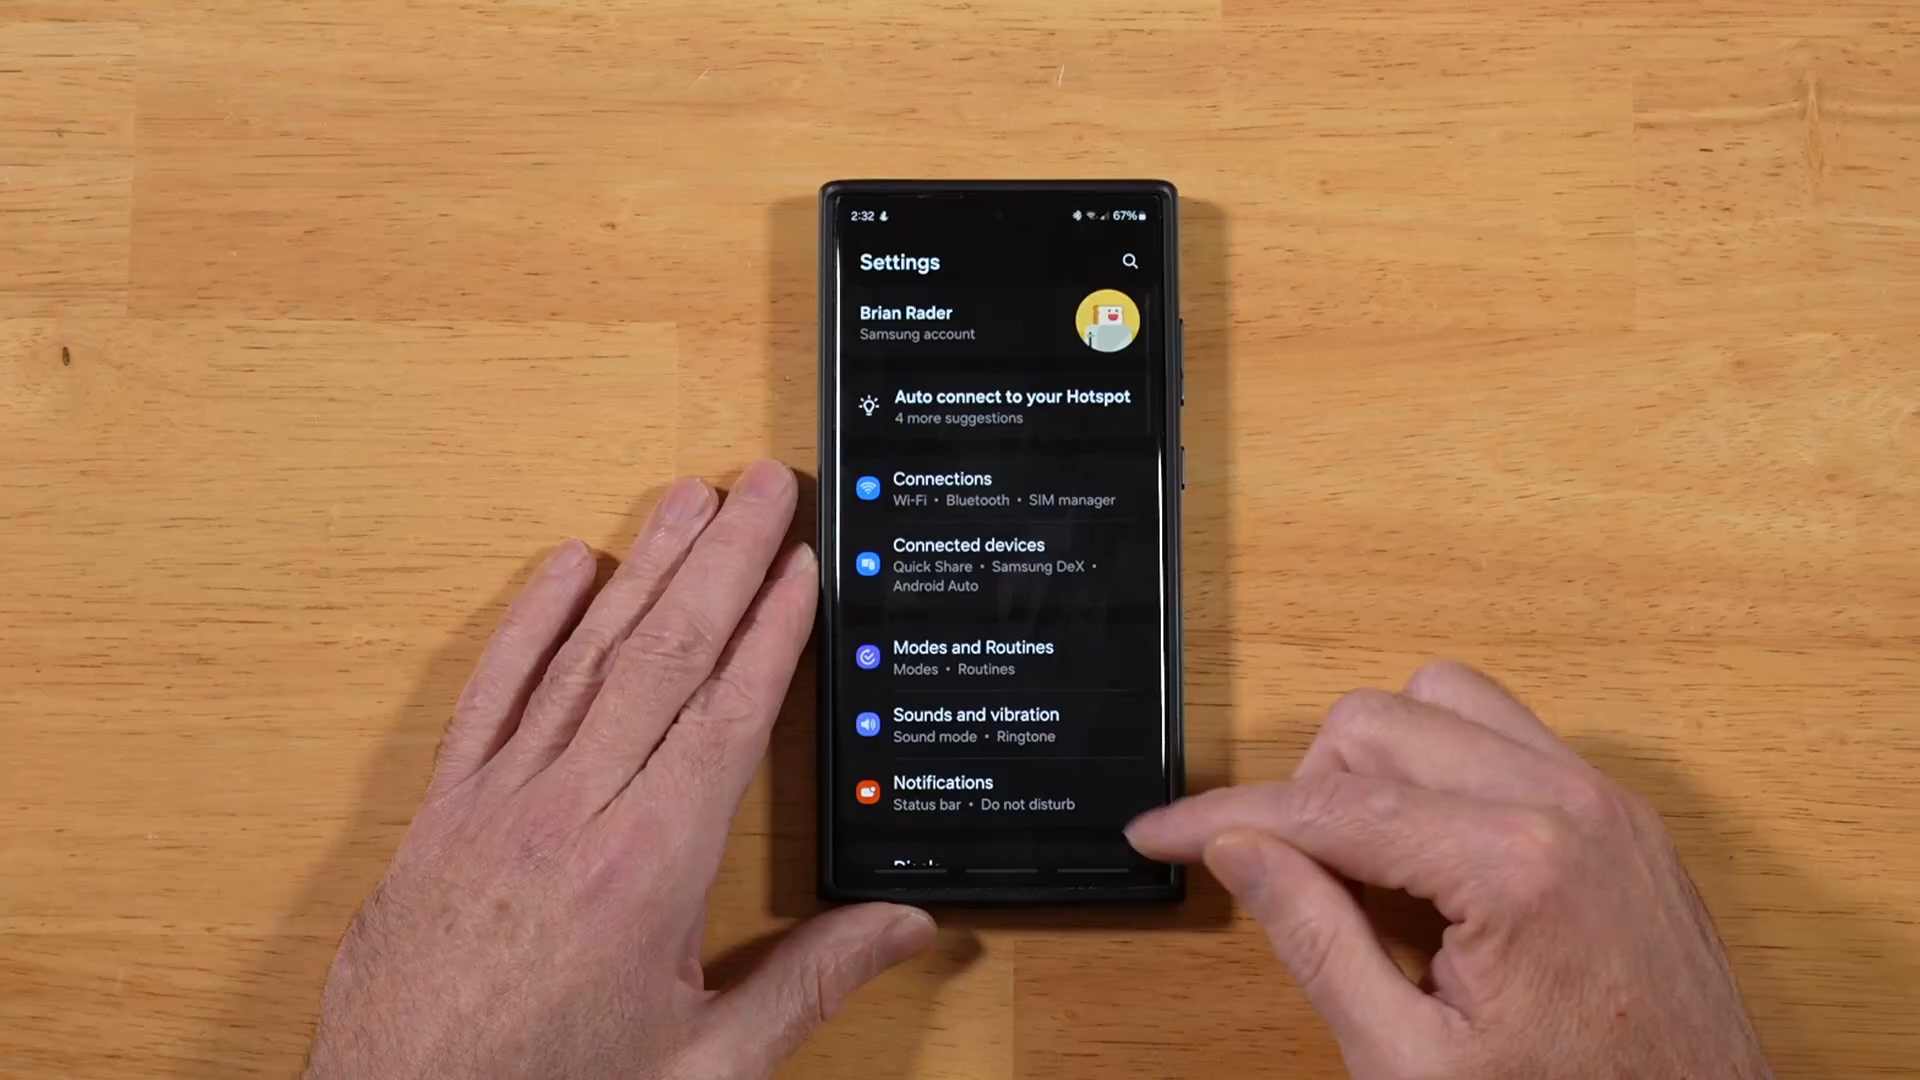 2:32 67%
Settings
Brian Rader
Samsung account
Auto connect to your Hotspot
4 more suggestions
Connections
Wi-Fi • Bluetooth • SIM manager
Connected devices
Quick Share • Samsung DeX •
Android Auto
Modes and Routines
Modes • Routines
Sounds and vibration
Sound mode • Ringtone
Notifications
Status bar • Do not disturb